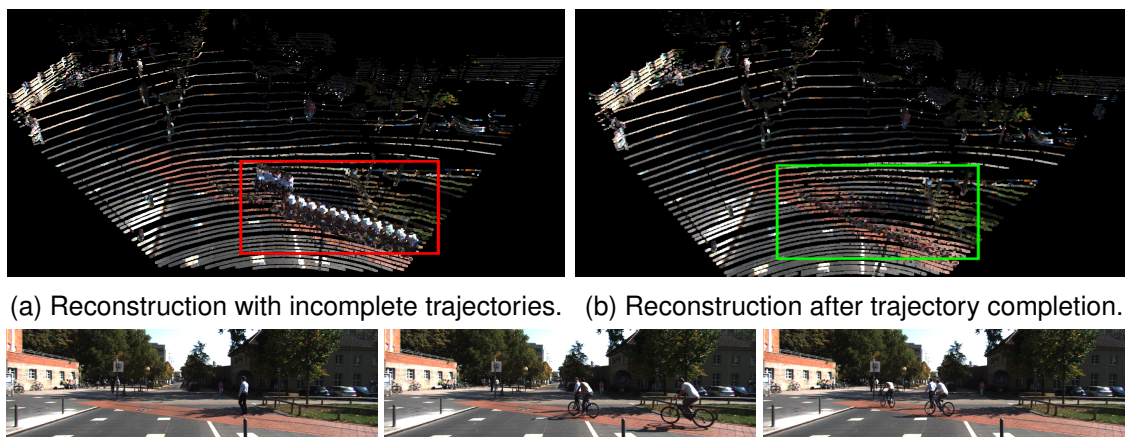 (a) Reconstruction with incomplete trajectories.
(b) Reconstruction after trajectory completion.